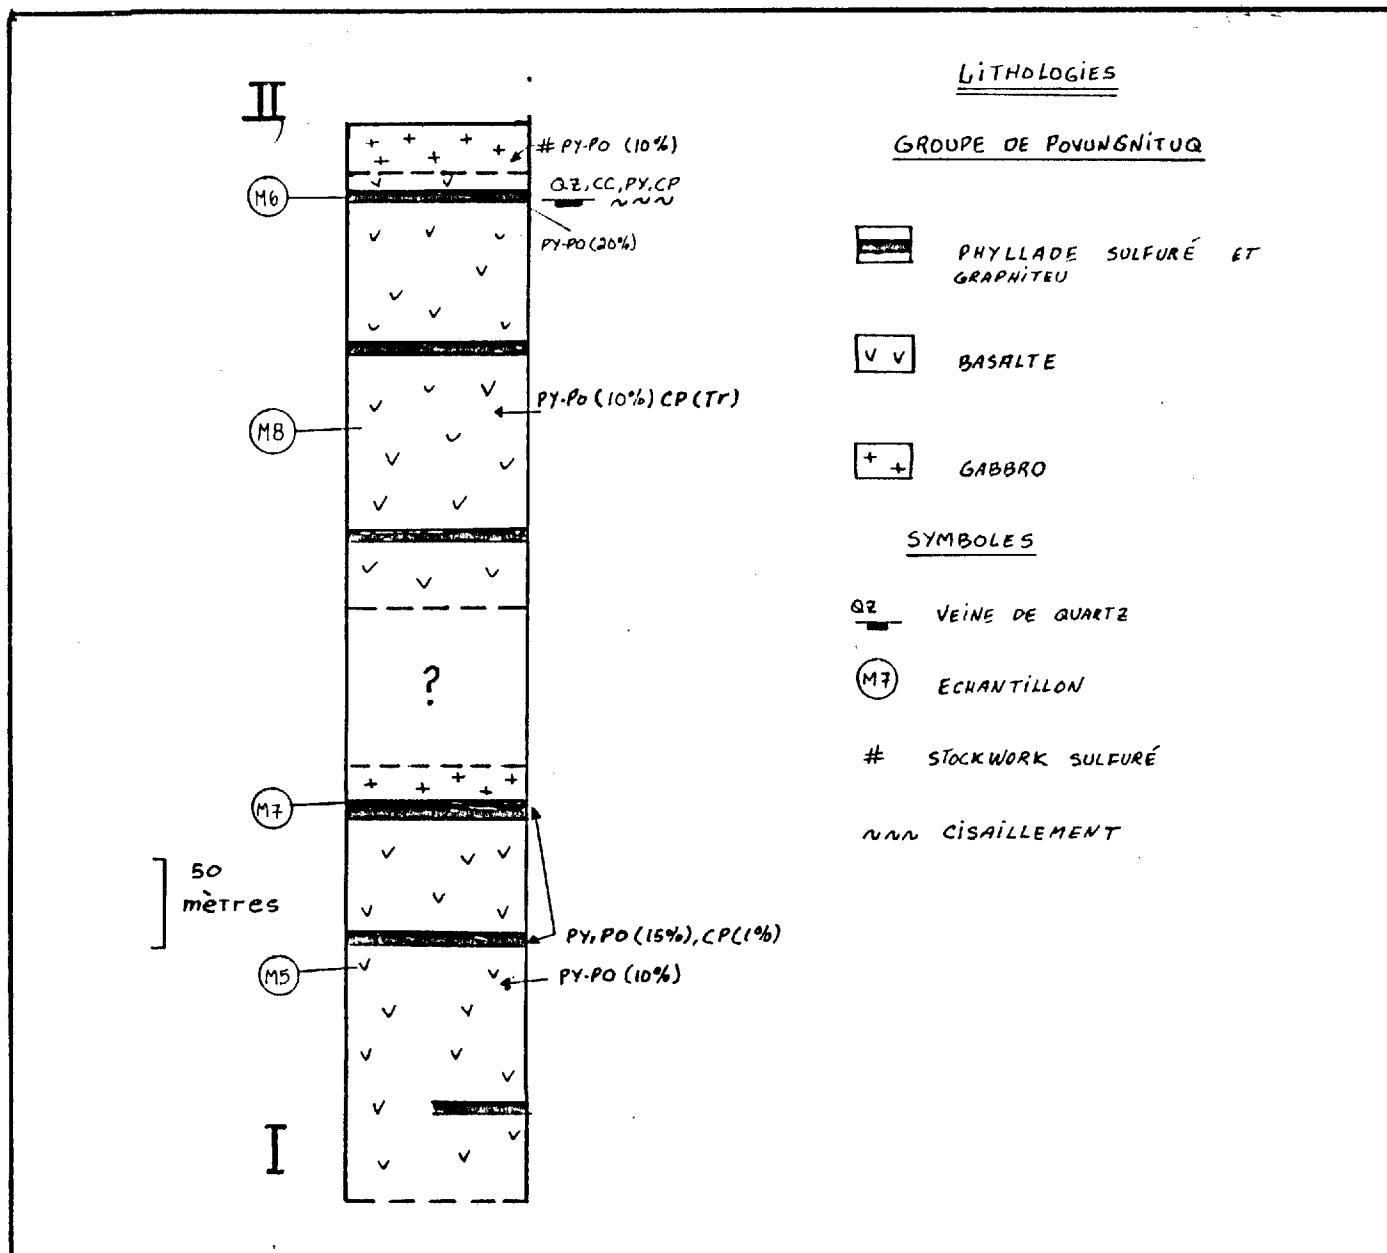 II
# PY-PO (10%)
M6
QZ, CC, PY, CP
PY-PO (20%)
PY-PO (10%) CP (Tr)
M8
?
M7
50
mètres
PY, PO (15%), CP (1%)
M5
PY-PO (10%)
I
LITHOLOGIES
GROUPE DE POVUNGNITUQ
PHYLLADE SULFURÉ ET
GRAPHITEU
BASALTE
GABBRO
SYMBOLES
QZ VEINE DE QUARTZ
M7 ECHANTILLON
# STOCKWORK SULFURÉ
~~~ CISAILLEMENT